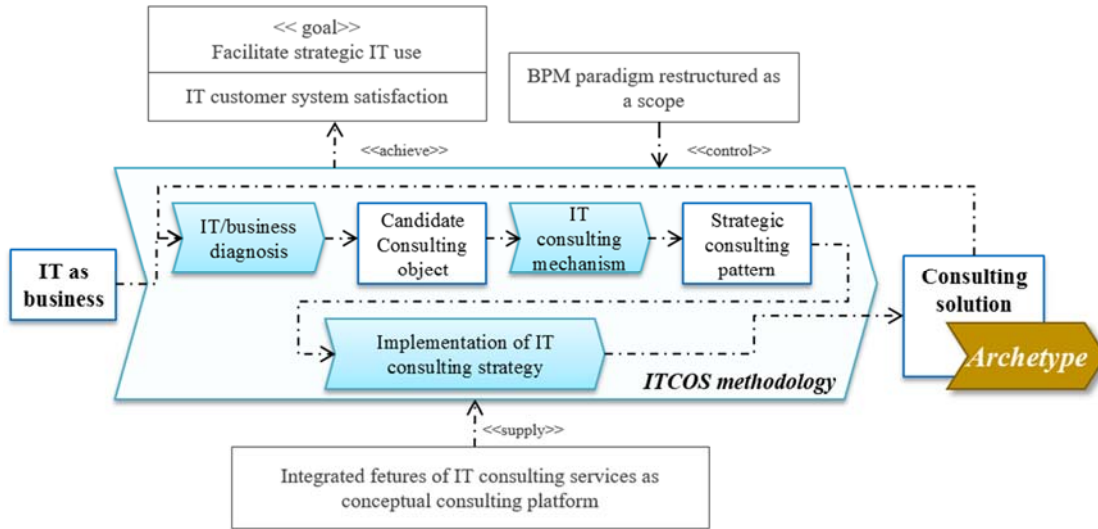 << goal>>
Facilitate strategic IT use
IT customer system satisfaction
BPM paradigm restructured as
a scope
<<achieve>>
<<control>>
IT/business
diagnosis
Candidate
Consulting
object
IT
consulting
mechanism
Strategic
consulting
pattern
IT as
business
Consulting
solution
Archetype
Implementation of IT
consulting strategy
ITCOS methodology
<<supply>>
Integrated fetures of IT consulting services as
conceptual consulting platform